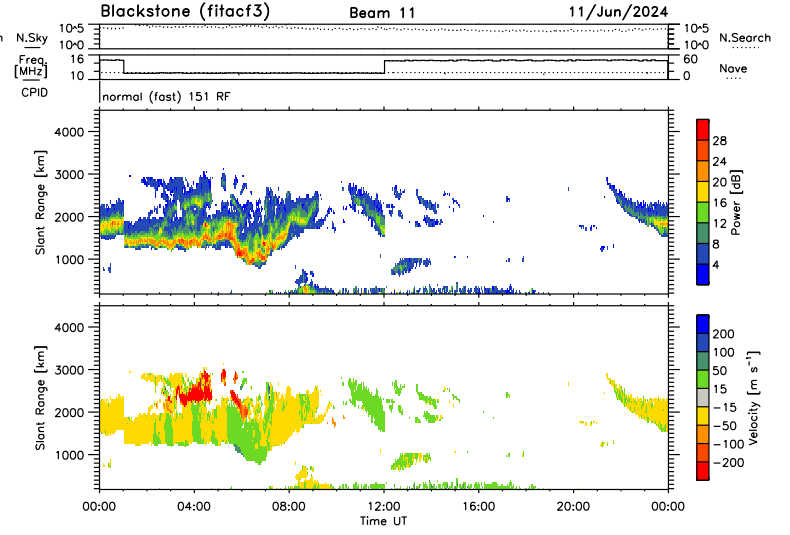 Blackstone (fitacf3) Beam 11 11/Jun/2024
N.Sky 10^5 10^5 N.Search
10^0 10^0
Freq. 16 60 Nave
[MHz] 10 0
CPID normal (fast) 151 RF
Slant Range [km]
4000
3000
2000
1000
28
24
20
16
12
8
4
Power [dB]
Slant Range [km]
4000
3000
2000
1000
200
100
50
15
-15
-50
-100
-200
Velocity [m s⁻¹]
00:00 04:00 08:00 12:00 16:00 20:00 00:00
Time UT